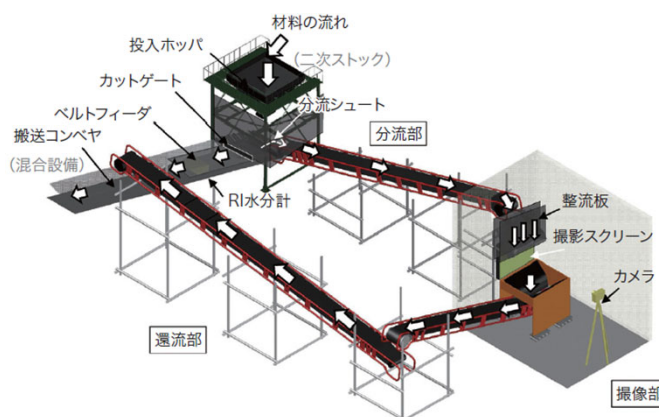 材料の流れ
投入ホッパ
(二次ストック)
カットゲート
分流シュート
ベルトフィーダ
分流部
搬送コンベヤ
(混合設備)
RI水分計
整流板
撮影スクリーン
カメラ
還流部
撮像部